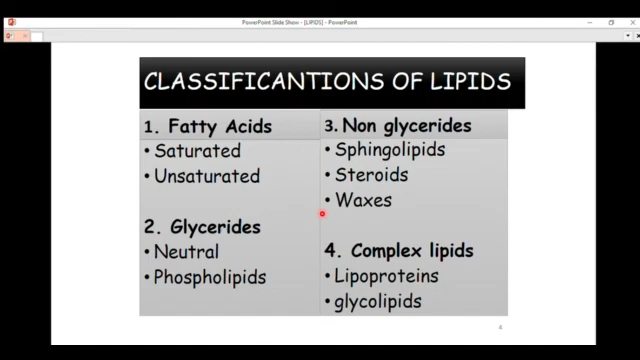 PowerPoint Slide Show - [LIPIDS] - PowerPoint
CLASSIFICANTIONS OF LIPIDS
1. Fatty Acids
• Saturated
• Unsaturated
2. Glycerides
• Neutral
• Phospholipids
3. Non glycerides
• Sphingolipids
• Steroids
• Waxes
4. Complex lipids
• Lipoproteins
• glycolipids
4